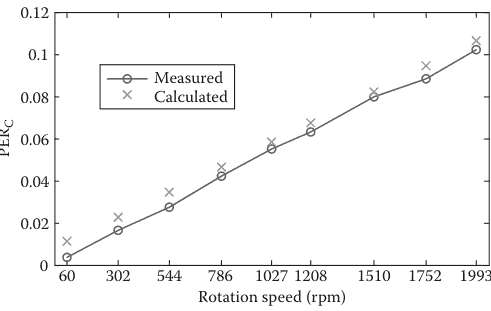 0.12
0.1
0.08
0.06
0.04
0.02
0
PER_C
Measured
Calculated
60 302 544 786 1027 1208 1510 1752 1993
Rotation speed (rpm)